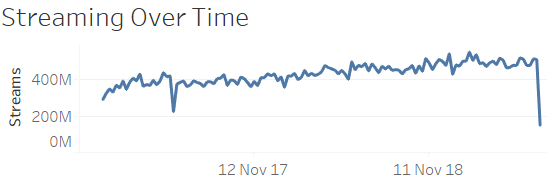 Streaming Over Time
Streams
400M
200M
0M
12 Nov 17
11 Nov 18